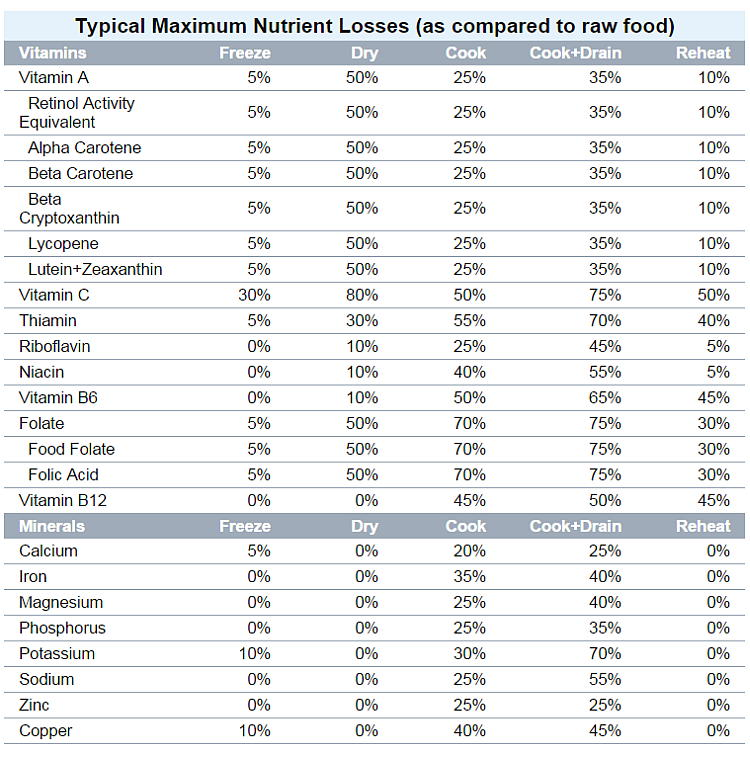 Typical Maximum Nutrient Losses (as compared to raw food)
Vitamins Freeze Dry Cook Cook+Drain Reheat
Vitamin A 5% 50% 25% 35% 10%
Retinol Activity
Equivalent 5% 50% 25% 35% 10%
Alpha Carotene 5% 50% 25% 35% 10%
Beta Carotene 5% 50% 25% 35% 10%
Beta
Cryptoxanthin 5% 50% 25% 35% 10%
Lycopene 5% 50% 25% 35% 10%
Lutein+Zeaxanthin 5% 50% 25% 35% 10%
Vitamin C 30% 80% 50% 75% 50%
Thiamin 5% 30% 55% 70% 40%
Riboflavin 0% 10% 25% 45% 5%
Niacin 0% 10% 40% 55% 5%
Vitamin B6 0% 10% 50% 65% 45%
Folate 5% 50% 70% 75% 30%
Food Folate 5% 50% 70% 75% 30%
Folic Acid 5% 50% 70% 75% 30%
Vitamin B12 0% 0% 45% 50% 45%
Minerals Freeze Dry Cook Cook+Drain Reheat
Calcium 5% 0% 20% 25% 0%
Iron 0% 0% 35% 40% 0%
Magnesium 0% 0% 25% 40% 0%
Phosphorus 0% 0% 25% 35% 0%
Potassium 10% 0% 30% 70% 0%
Sodium 0% 0% 25% 55% 0%
Zinc 0% 0% 25% 25% 0%
Copper 10% 0% 40% 45% 0%